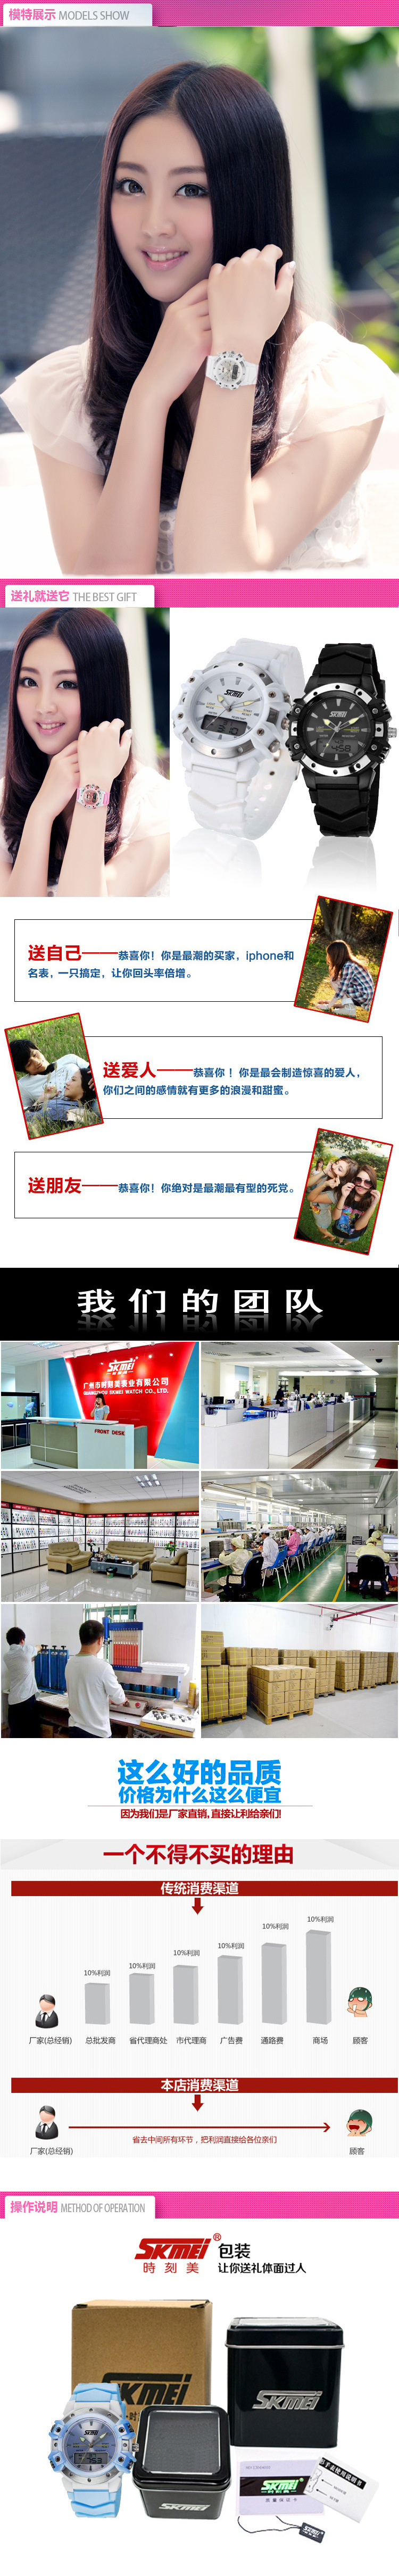 模特展示 MODELS SHOW
送礼就送它 THE BEST GIFT
SKMEI
SKMEI
送自己——恭喜你！你是最潮的买家，iphone和
名表，一只搞定，让你回头率倍增。
送爱人——恭喜你 ！你是最会制造惊喜的爱人，
你们之间的感情就有更多的浪漫和甜蜜。
送朋友——恭喜你！你绝对是最潮最有型的死党。
我们的团队
SKMEI
广州市时刻美表业有限公司
GUANGZHOU SKMEI WATCH CO., LTD.
FRONT DESK
这么好的品质
价格为什么这么便宜
因为我们是厂家直销,直接让利给亲们!
一个不得不买的理由
传统消费渠道
10%利润 10%利润 10%利润 10%利润 10%利润 10%利润
厂家(总经销) 总批发商 省代理商处 市代理商 广告费 通路费 商场 顾客
本店消费渠道
省去中间所有环节，把利润直接给各位亲们
厂家(总经销) 顾客
操作说明 METHOD OF OPERATION
SKMEI® 包装
時刻美 让你送礼体面过人
SKMEI
SKMEI
SKMEI
SKMEI
SKMEI
质量保证卡